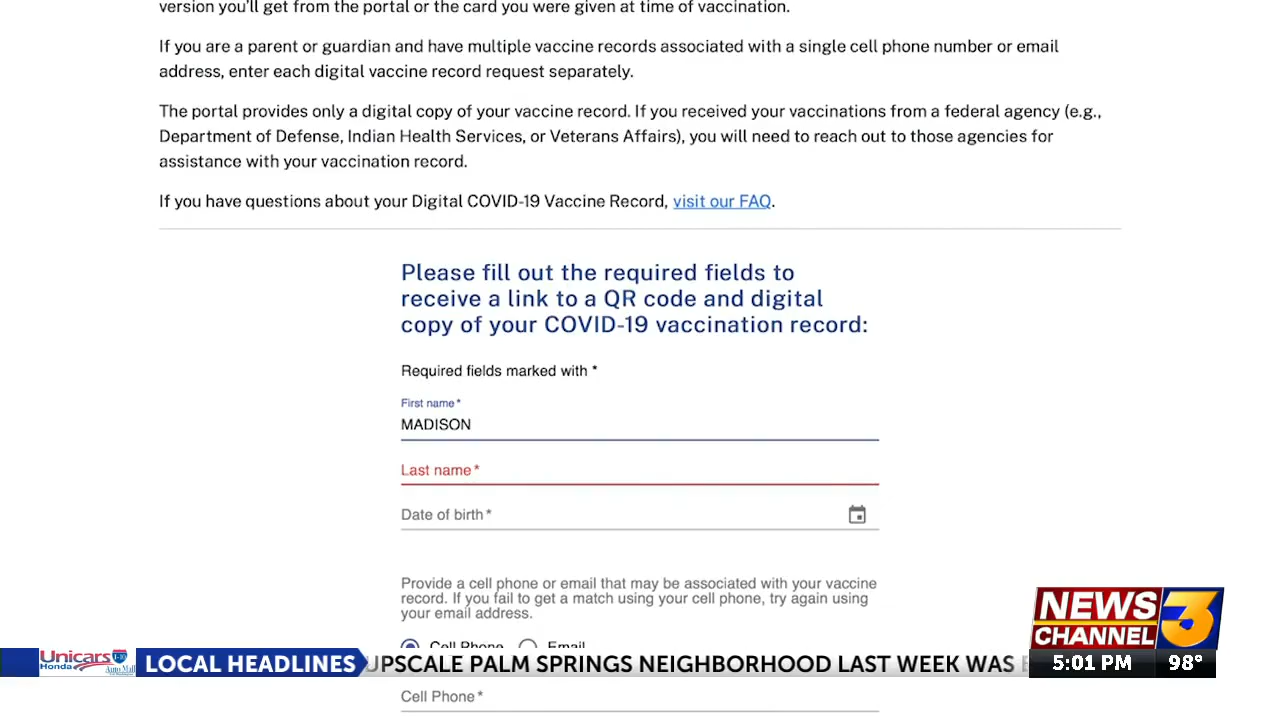 version you'll get from the portal or the card you were given at time of vaccination.
If you are a parent or guardian and have multiple vaccine records associated with a single cell phone number or email
address, enter each digital vaccine record request separately.
The portal provides only a digital copy of your vaccine record. If you received your vaccinations from a federal agency (e.g.,
Department of Defense, Indian Health Services, or Veterans Affairs), you will need to reach out to those agencies for
assistance with your vaccination record.
If you have questions about your Digital COVID-19 Vaccine Record, visit our FAQ.
Please fill out the required fields to
receive a link to a QR code and digital
copy of your COVID-19 vaccination record:
Required fields marked with *
First name*
MADISON
Last name*
Date of birth*
Provide a cell phone or email that may be associated with your vaccine
record. If you fail to get a match using your cell phone, try again using
your email address.
Cell Phone Email
NEWS
CHANNEL 3
Unicars
Honda Auto Mall
LOCAL HEADLINES UPSCALE PALM SPRINGS NEIGHBORHOOD LAST WEEK WAS
5:01 PM 98°
Cell Phone*